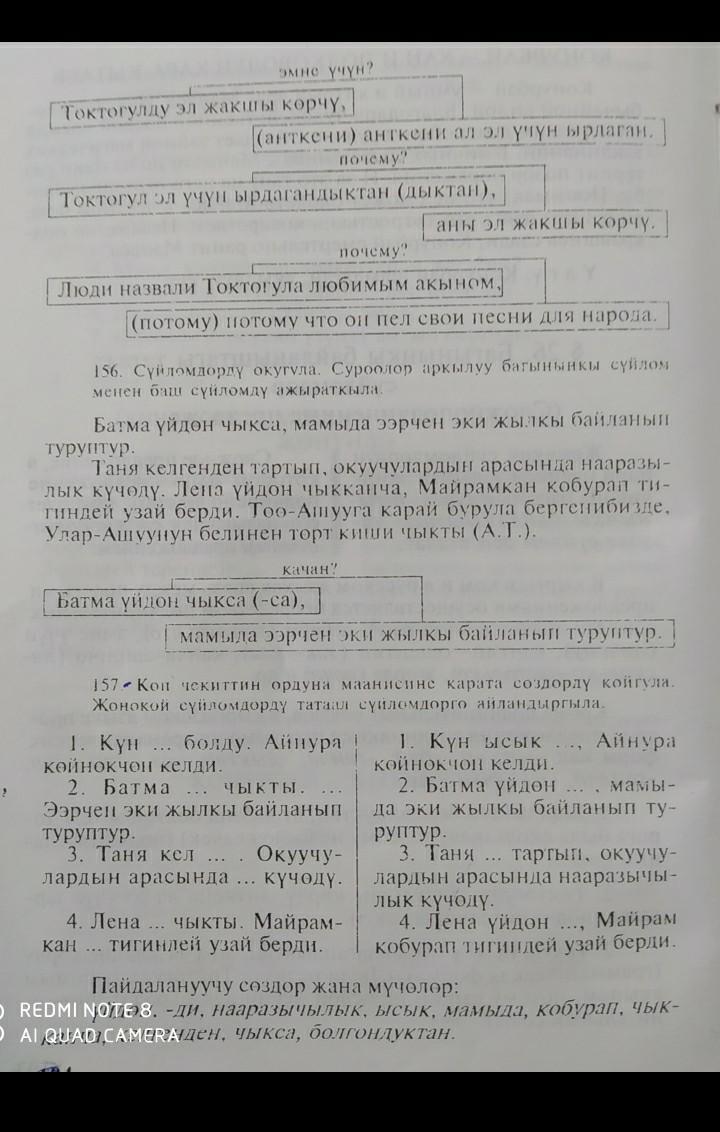 эмне үчүн?
Токтогулду эл жакшы көрчү,
(анткени) анткени ал эл үчүн ырдаган.
почему?
Токтогул эл үчүн ырдагандыктан (дыктан),
аны эл жакшы көрчү.
почему?
Люди назвали Токтогула любимым акыном,
(потому) потому что он пел свои песни для народа.
156. Сүйлөмдөрдү окугула. Суроолор аркылуу багынынкы сүйлөм
менен баш сүйлөмдү ажыраткыла.
Батма үйдөн чыкса, мамыда ээрчен эки жылкы байланып
туруптур.
Таня келгенден тартып, окуучулардын арасында нааразы-
лык күчөдү. Лена үйдөн чыкканча, Майрамкан кобурап ти-
гиндей узай берди. Тоо-Ашууга карай бурула бергенибизде,
Улар-Ашуунун белинен төрт киши чыкты (А.Т.).
качан?
Батма үйдөн чыкса (-са),
мамыда ээрчен эки жылкы байланып туруптур.
157. Көп чекиттин ордуна маанисине карата сөздөрдү койгула.
Жөнөкөй сүйлөмдөрдү татаал сүйлөмдөргө айландыргыла.
1. Күн ... болду. Айнура
көйнөкчөн келди.
2. Батма ... чыкты. ...
Ээрчен эки жылкы байланып
туруптур.
3. Таня кел ... . Окуучу-
лардын арасында ... күчөдү.
4. Лена ... чыкты. Майрам-
кан ... тигиндей узай берди.
1. Күн ысык ..., Айнура
көйнөкчөн келди.
2. Батма үйдөн ... , мамы-
да эки жылкы байланып ту-
руптур.
3. Таня ... тартып, окуучу-
лардын арасында нааразычы-
лык күчөдү.
4. Лена үйдөн ..., Майрам
кобурап тигиндей узай берди.
Пайдалануучу сөздөр жана мүчөлөр:
-ди, нааразычылык, ысык, мамыда, кобурап, чык-
чыкса, болгондуктан.
REDMI NOTE 8
AI QUAD CAMERA